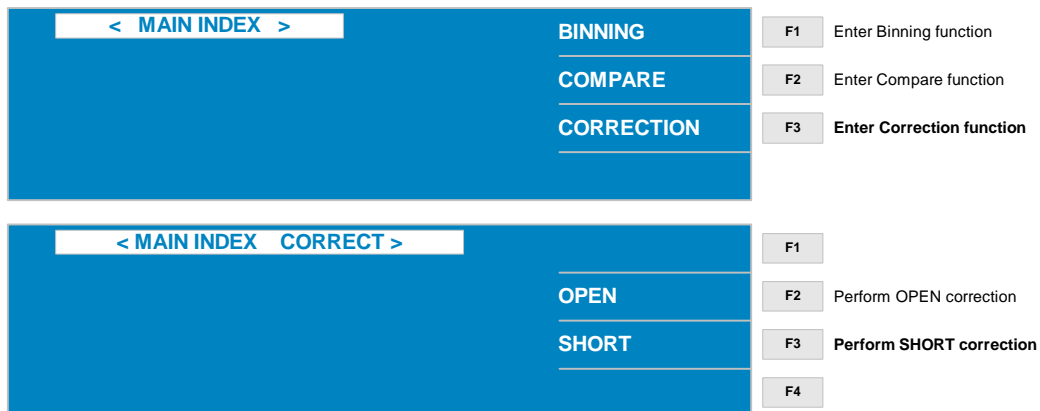 < MAIN INDEX >
BINNING F1 Enter Binning function
COMPARE F2 Enter Compare function
CORRECTION F3 Enter Correction function
< MAIN INDEX CORRECT >
F1
OPEN F2 Perform OPEN correction
SHORT F3 Perform SHORT correction
F4